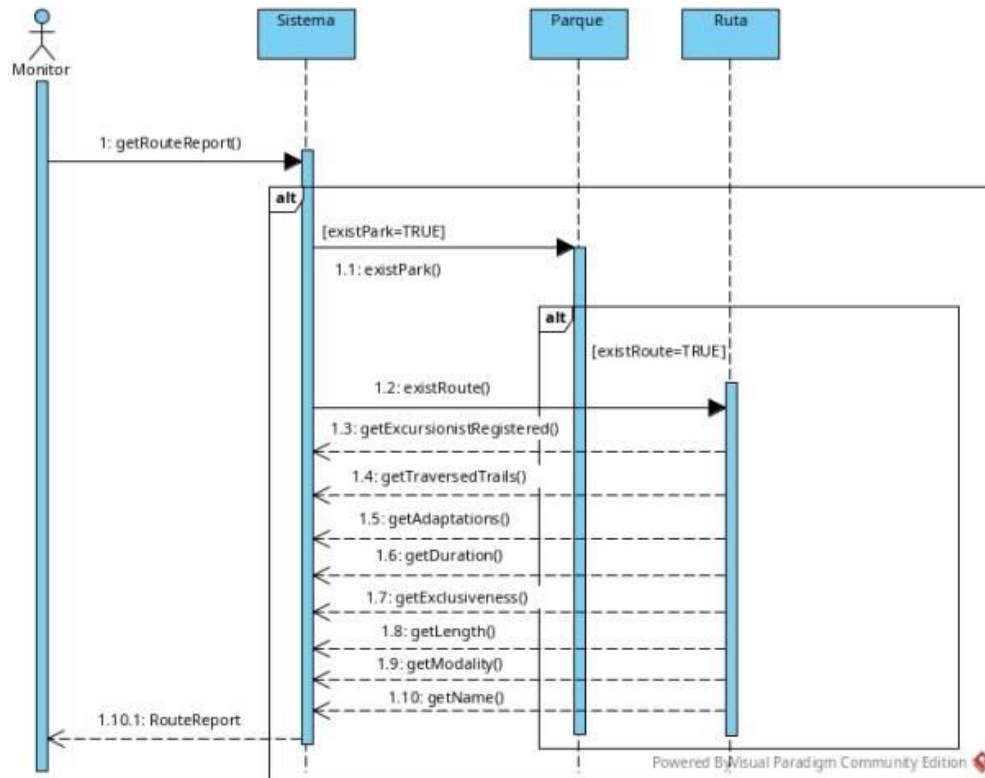 Sistema
Parque
Ruta
Monitor
1: getRouteReport()
alt
[existPark=TRUE]
1.1: existPark()
alt
[existRoute=TRUE]
1.2: existRoute()
1.3: getExcursionistRegistered()
1.4: getTraversedTrails()
1.5: getAdaptations()
1.6: getDuration()
1.7: getExclusiveness()
1.8: getLength()
1.9: getModality()
1.10: getName()
1.10.1: RouteReport
Powered By Visual Paradigm Community Edition